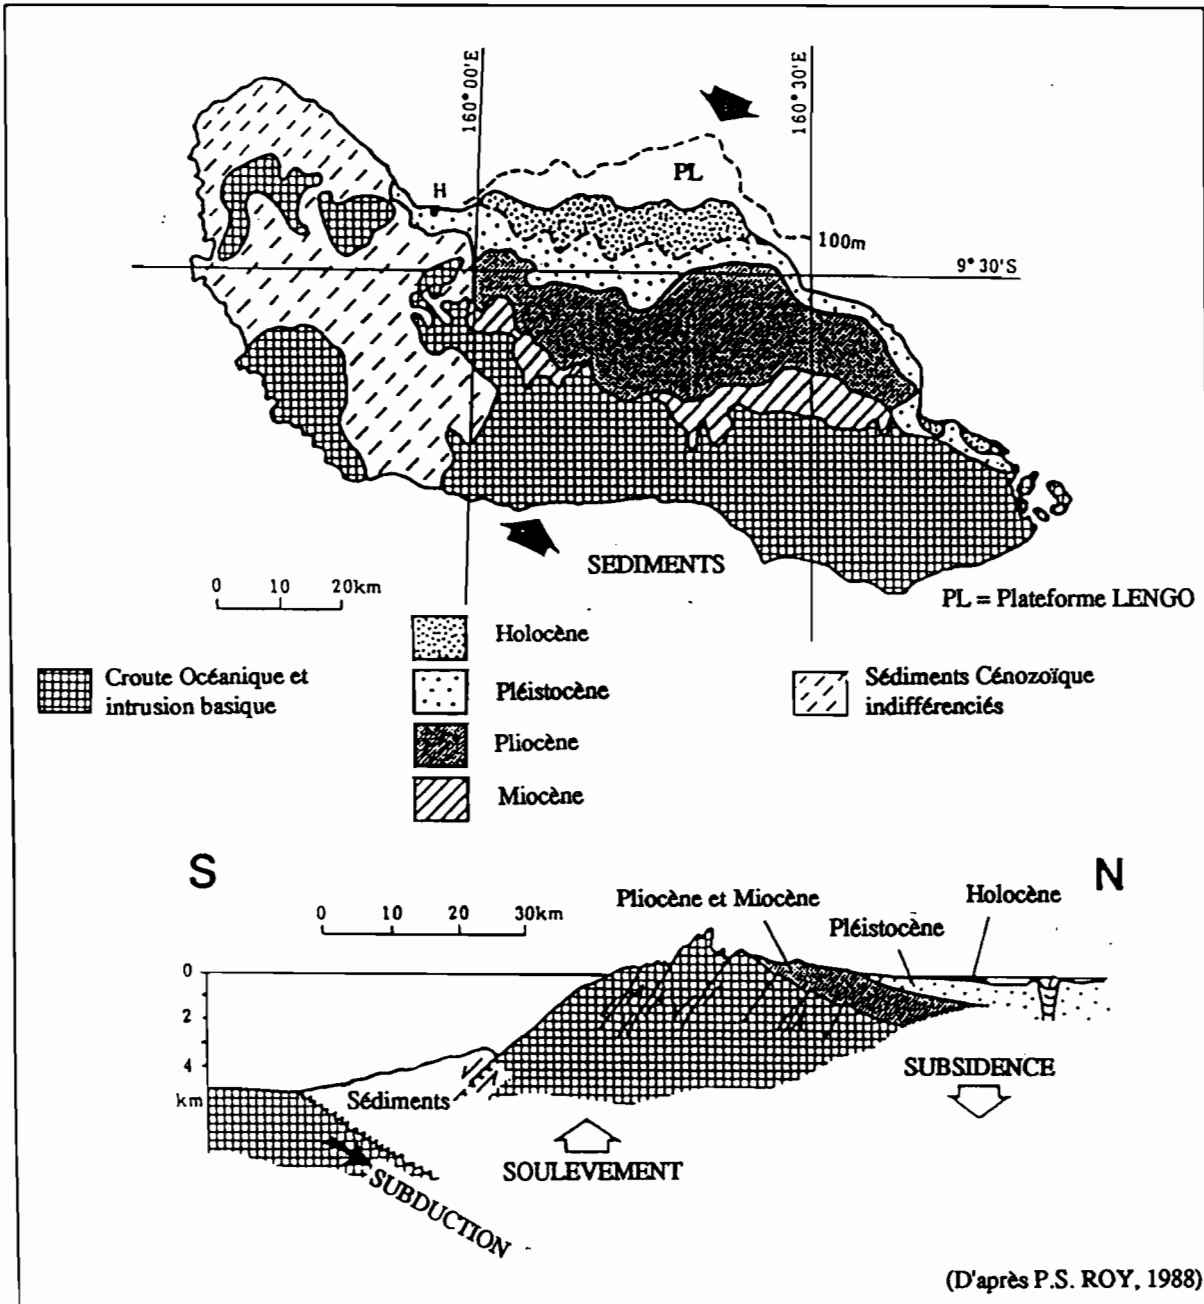 160° 00'E
160° 30'E
PL
H
100m
9° 30'S
SEDIMENTS
0 10 20km
PL = Plateforme LENGO
Holocène
Croute Océanique et
intrusion basique
Pléistocène
Sédiments Cénozoïque
indifférenciés
Pliocène
Miocène
S
N
0 10 20 30km
Pliocène et Miocène
Holocène
Pléistocène
0
2
4
km
Sédiments
SUBSIDENCE
SOULEVEMENT
SUBDUCTION
(D'après P.S. ROY, 1988)